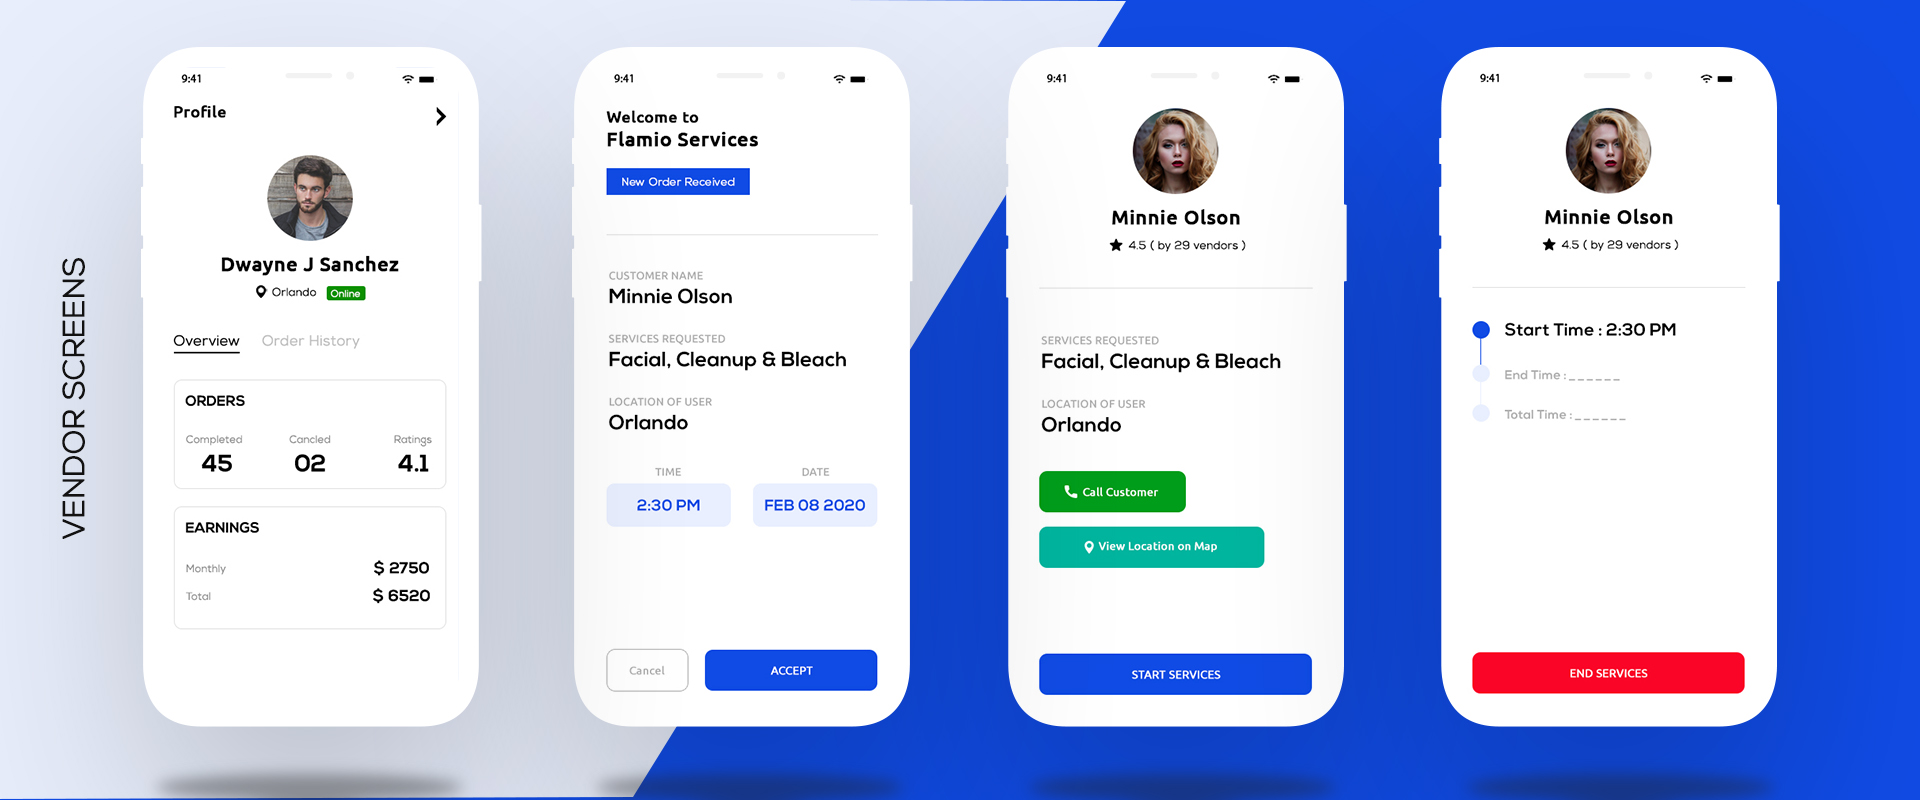 VENDOR SCREENS
9:41
Profile
Dwayne J Sanchez
Orlando Online
Overview Order History
ORDERS
Completed Cancled Ratings
45 02 4.1
EARNINGS
Monthly $ 2750
Total $ 6520
9:41
Welcome to
Flamio Services
New Order Received
CUSTOMER NAME
Minnie Olson
SERVICES REQUESTED
Facial, Cleanup & Bleach
LOCATION OF USER
Orlando
TIME DATE
2:30 PM FEB 08 2020
Cancel ACCEPT
9:41
Minnie Olson
4.5 ( by 29 vendors )
SERVICES REQUESTED
Facial, Cleanup & Bleach
LOCATION OF USER
Orlando
Call Customer
View Location on Map
START SERVICES
9:41
Minnie Olson
4.5 ( by 29 vendors )
Start Time : 2:30 PM
End Time : _ _ _ _ _ _
Total Time : _ _ _ _ _ _
END SERVICES